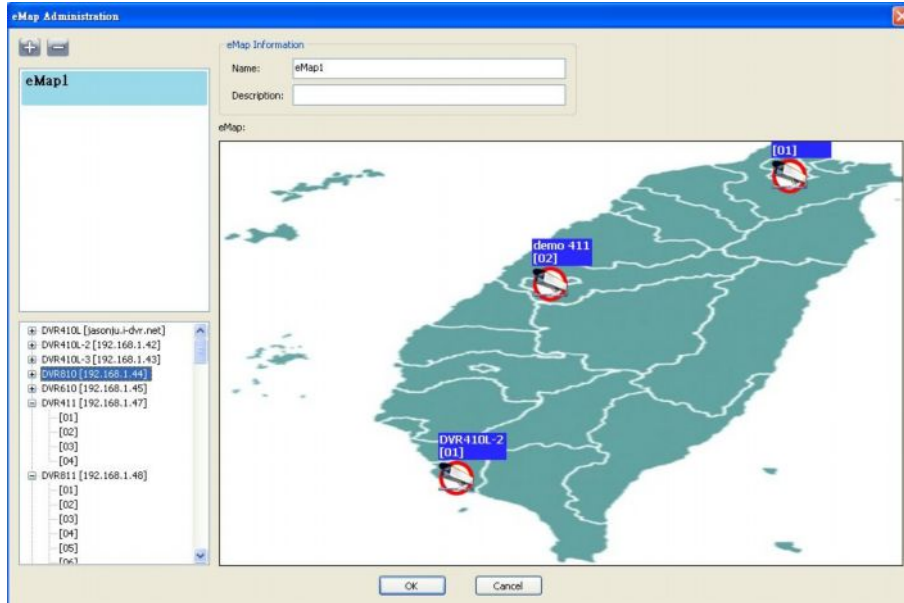 eMap Administration
eMap1
eMap Information
Name: eMap1
Description:
eMap:
[01]
demo 411
[02]
DVR410L-2
[01]
DVR410L [jasonju.i-dvr.net]
DVR410L-2 [192.168.1.42]
DVR410L-3 [192.168.1.43]
DVR810 [192.168.1.44]
DVR610 [192.168.1.45]
DVR411 [192.168.1.47]
[01]
[02]
[03]
[04]
DVR811 [192.168.1.48]
[01]
[02]
[03]
[04]
[05]
[06]
OK
Cancel